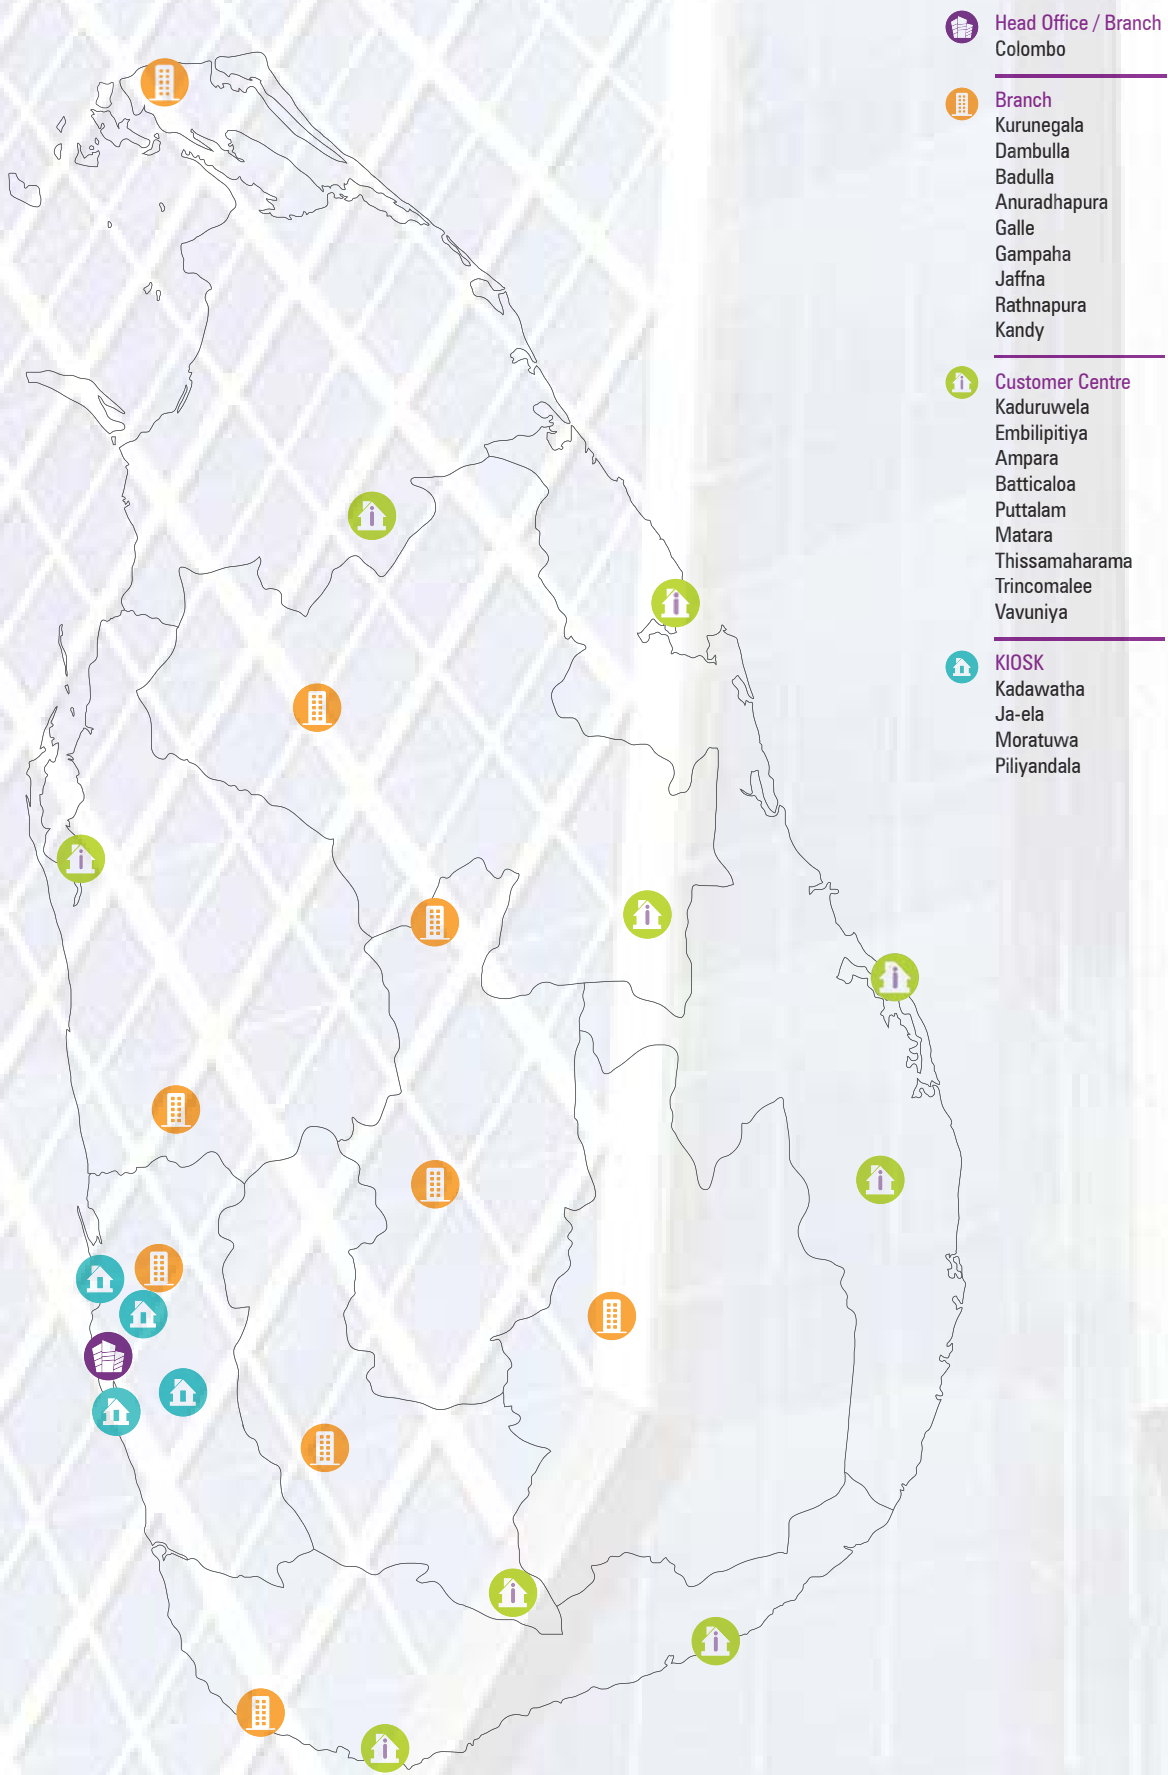 Head Office / Branch
Colombo
Branch
Kurunegala
Dambulla
Badulla
Anuradhapura
Galle
Gampaha
Jaffna
Rathnapura
Kandy
Customer Centre
Kaduruwela
Embilipitiya
Ampara
Batticaloa
Puttalam
Matara
Thissamaharama
Trincomalee
Vavuniya
KIOSK
Kadawatha
Ja-ela
Moratuwa
Piliyandala